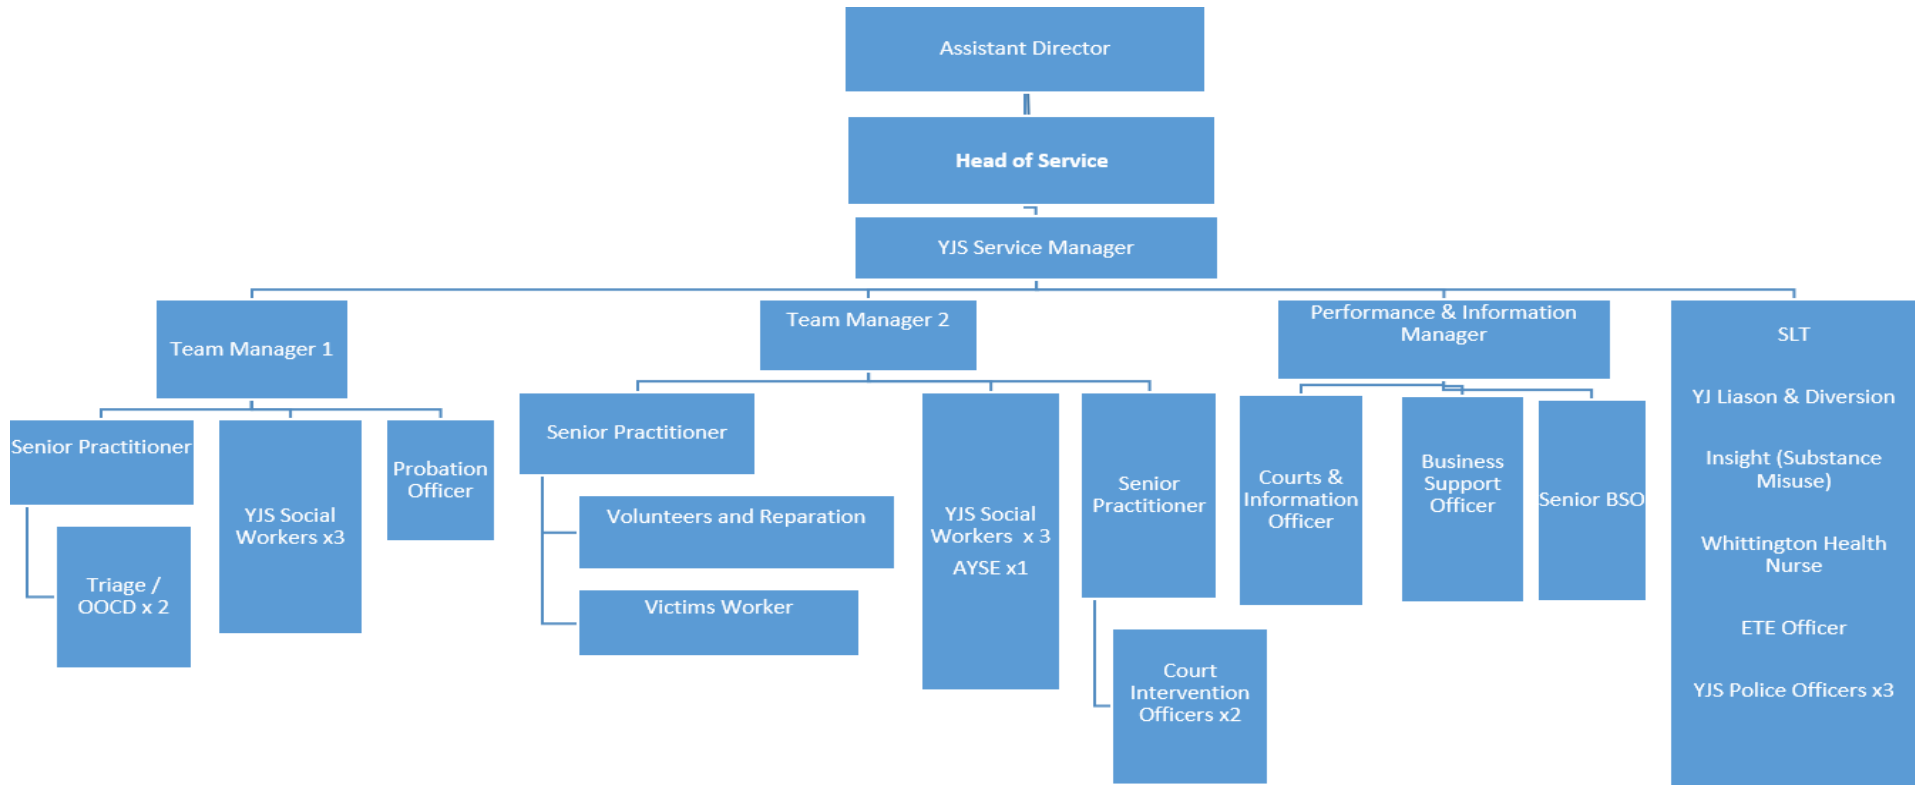 Assistant Director
Head of Service
YJS Service Manager
Team Manager 1
Team Manager 2
Performance & Information
Manager
SLT
YJ Liason & Diversion
Insight (Substance
Misuse)
Whittington Health
Nurse
ETE Officer
YJS Police Officers x3
Senior Practitioner
Triage /
OOCD x 2
YJS Social
Workers x3
Probation
Officer
Senior Practitioner
Volunteers and Reparation
Victims Worker
YJS Social
Workers  x 3
AYSE x1
Senior
Practitioner
Court
Intervention
Officers x2
Courts &
Information
Officer
Business
Support
Officer
Senior BSO